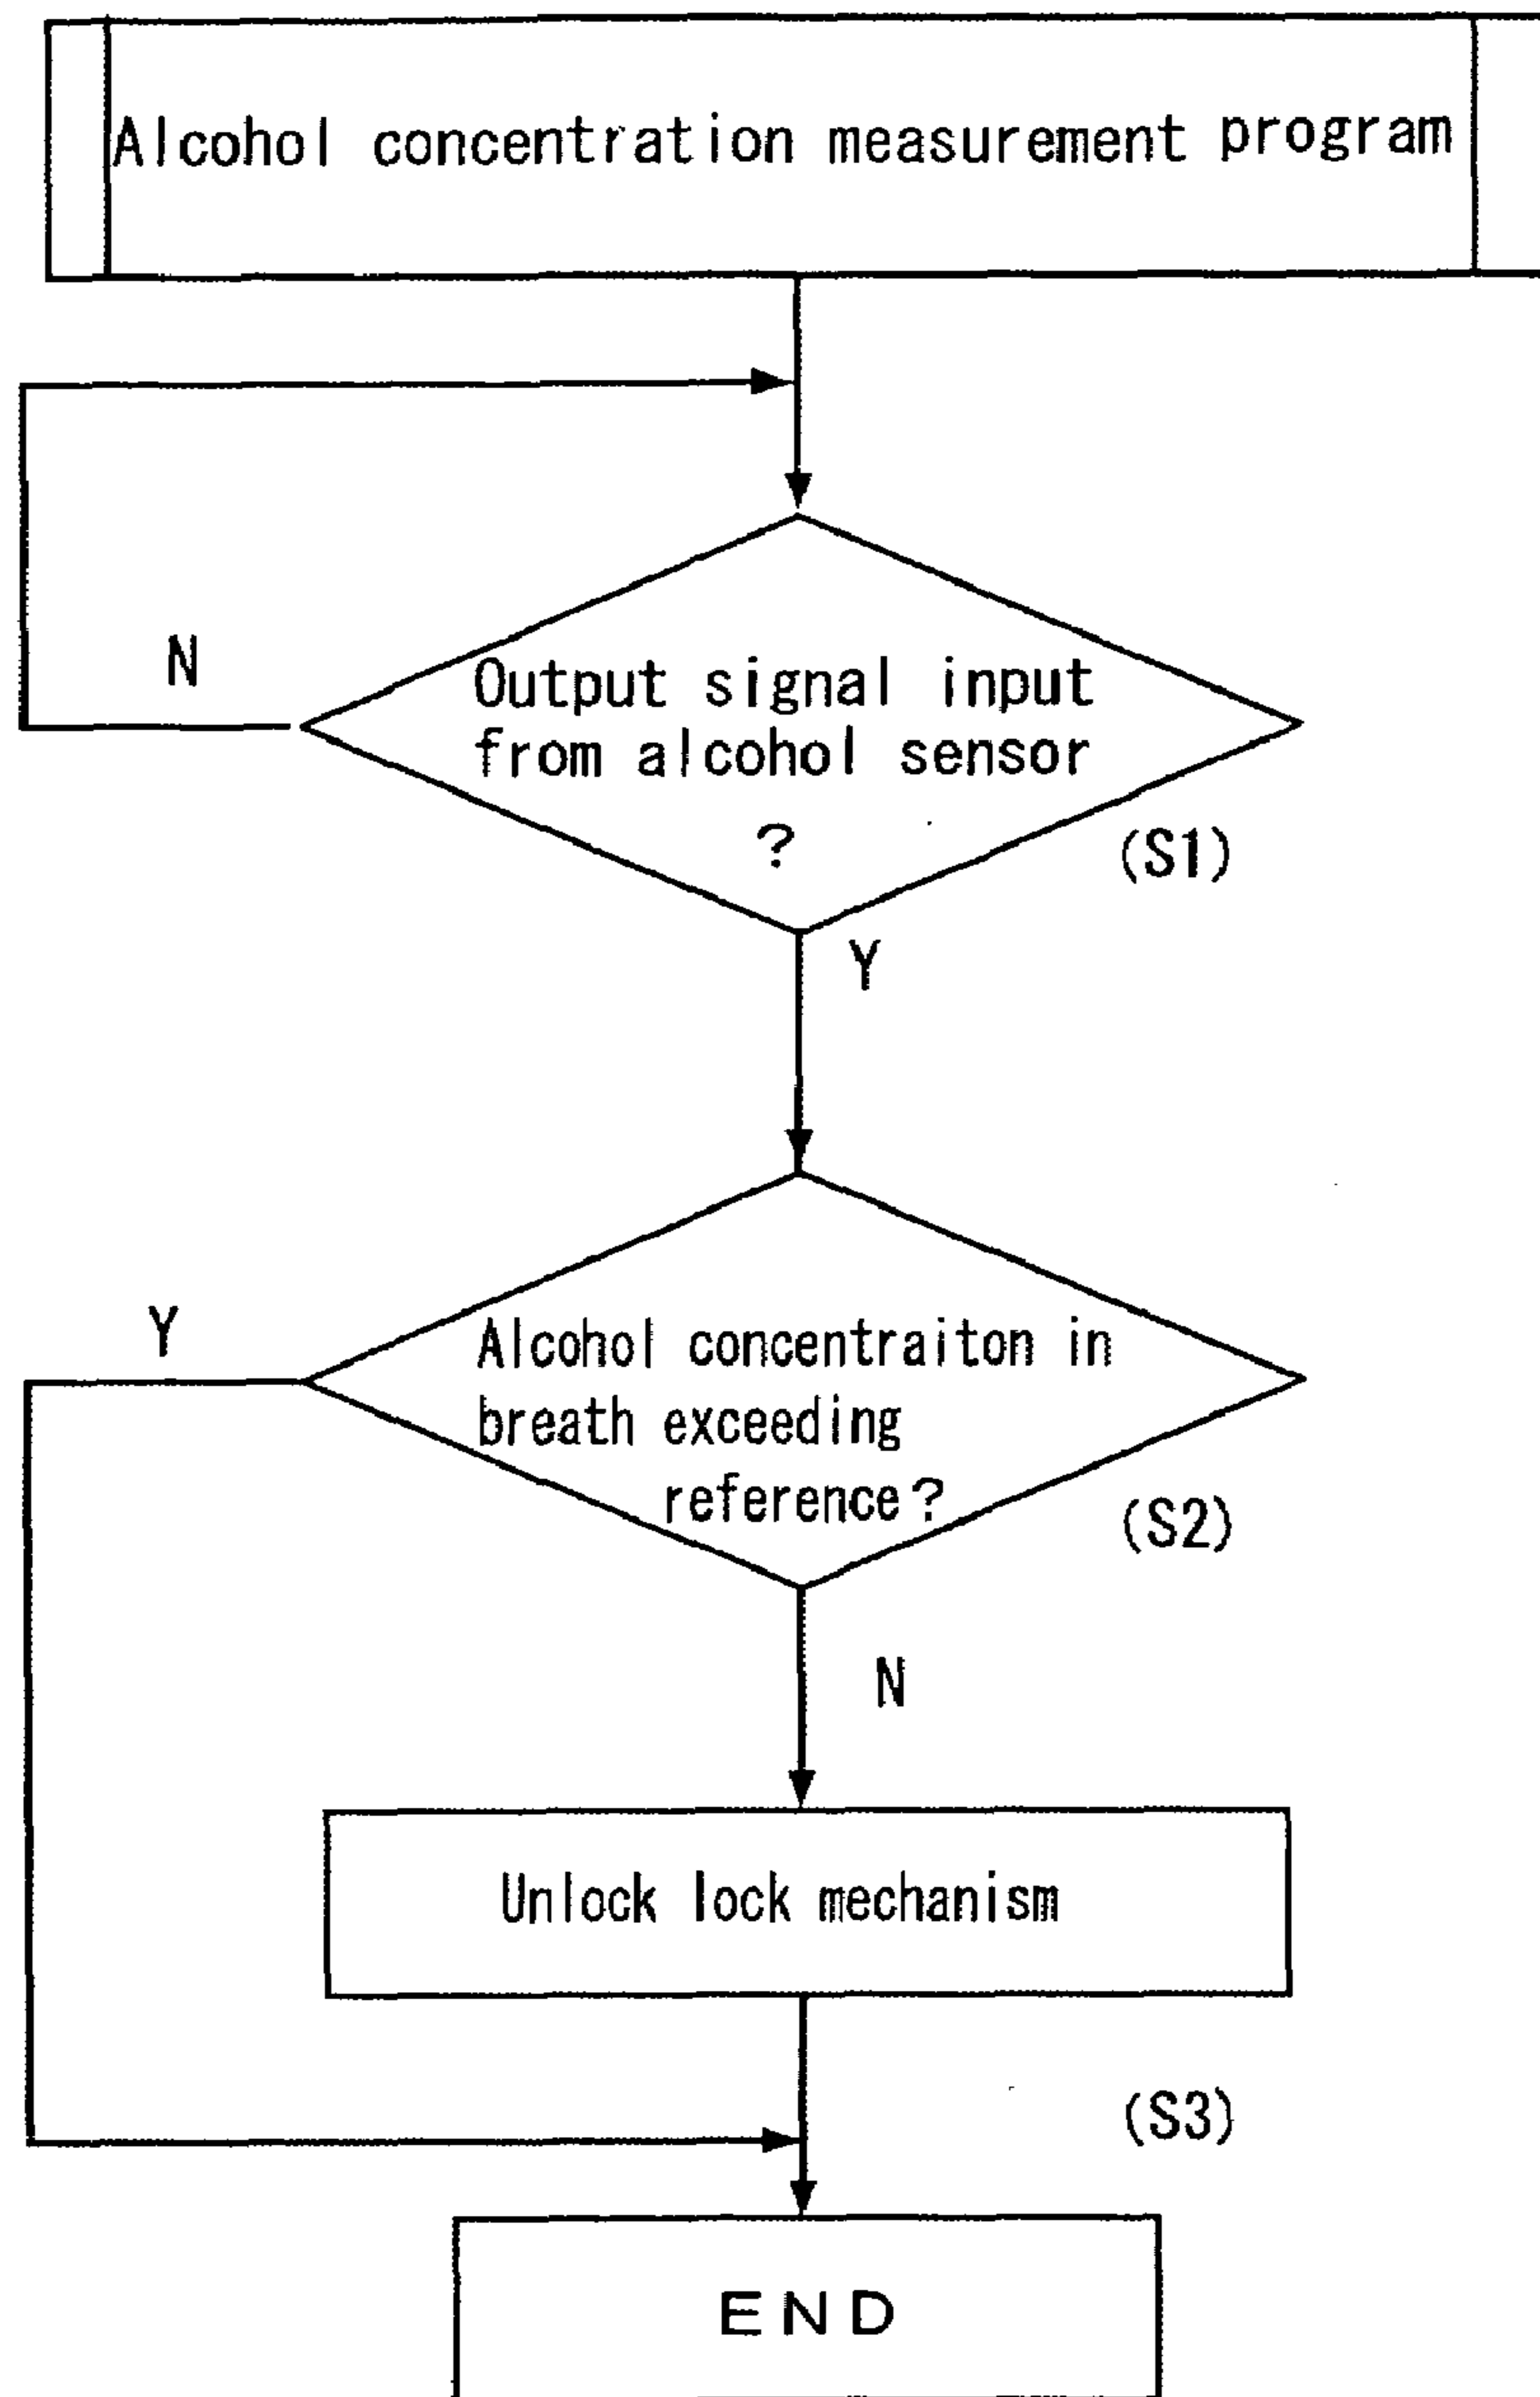 Alcohol concentration measurement program
N
Output signal input
from alcohol sensor
?
(S1)
Y
Y
Alcohol concentraiton in
breath exceeding
reference?
(S2)
N
Unlock lock mechanism
(S3)
END